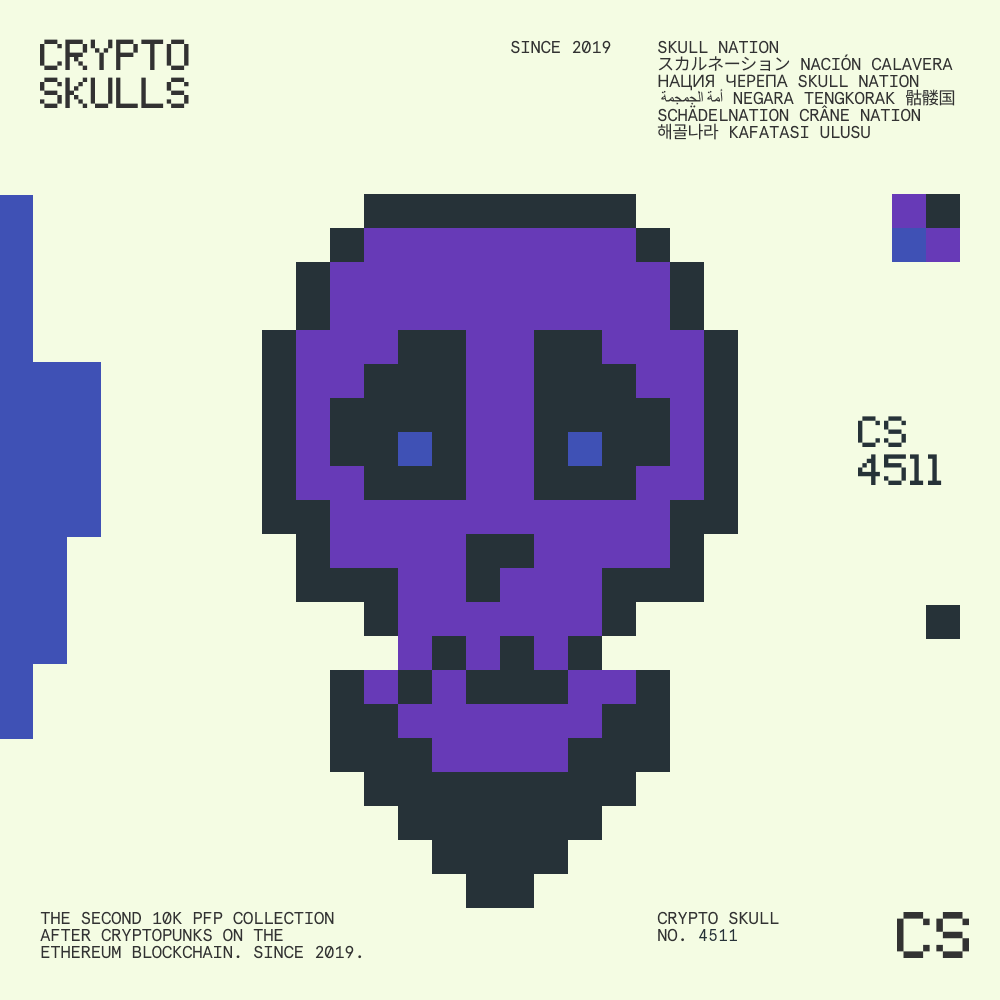 CRYPTO
SKULLS
SINCE 2019
SKULL NATION
スカルネーション NACIÓN CALAVERA
НАЦИЯ ЧЕРЕПА SKULL NATION
أمة الجمجمة NEGARA TENGKORAK 骷髅国
SCHÄDELNATION CRÂNE NATION
해골나라 KAFATASI ULUSU
CS
4511
THE SECOND 10K PFP COLLECTION
AFTER CRYPTOPUNKS ON THE
ETHEREUM BLOCKCHAIN. SINCE 2019.
CRYPTO SKULL
NO. 4511
CS